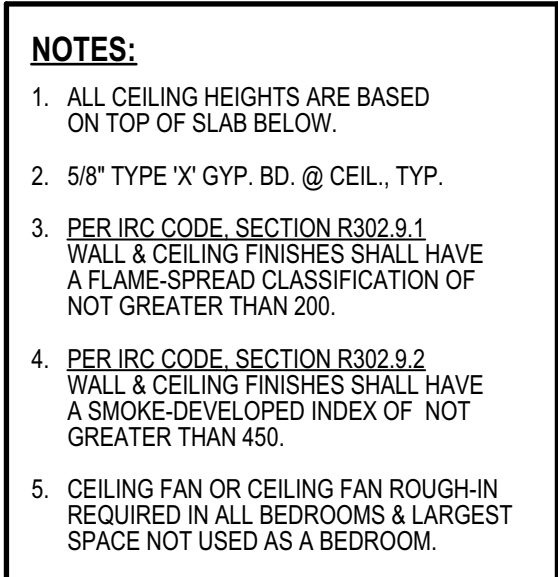 NOTES:
1. ALL CEILING HEIGHTS ARE BASED
ON TOP OF SLAB BELOW.
2. 5/8" TYPE 'X' GYP. BD. @ CEIL., TYP.
3. PER IRC CODE, SECTION R302.9.1
WALL & CEILING FINISHES SHALL HAVE
A FLAME-SPREAD CLASSIFICATION OF
NOT GREATER THAN 200.
4. PER IRC CODE, SECTION R302.9.2
WALL & CEILING FINISHES SHALL HAVE
A SMOKE-DEVELOPED INDEX OF NOT
GREATER THAN 450.
5. CEILING FAN OR CEILING FAN ROUGH-IN
REQUIRED IN ALL BEDROOMS & LARGEST
SPACE NOT USED AS A BEDROOM.